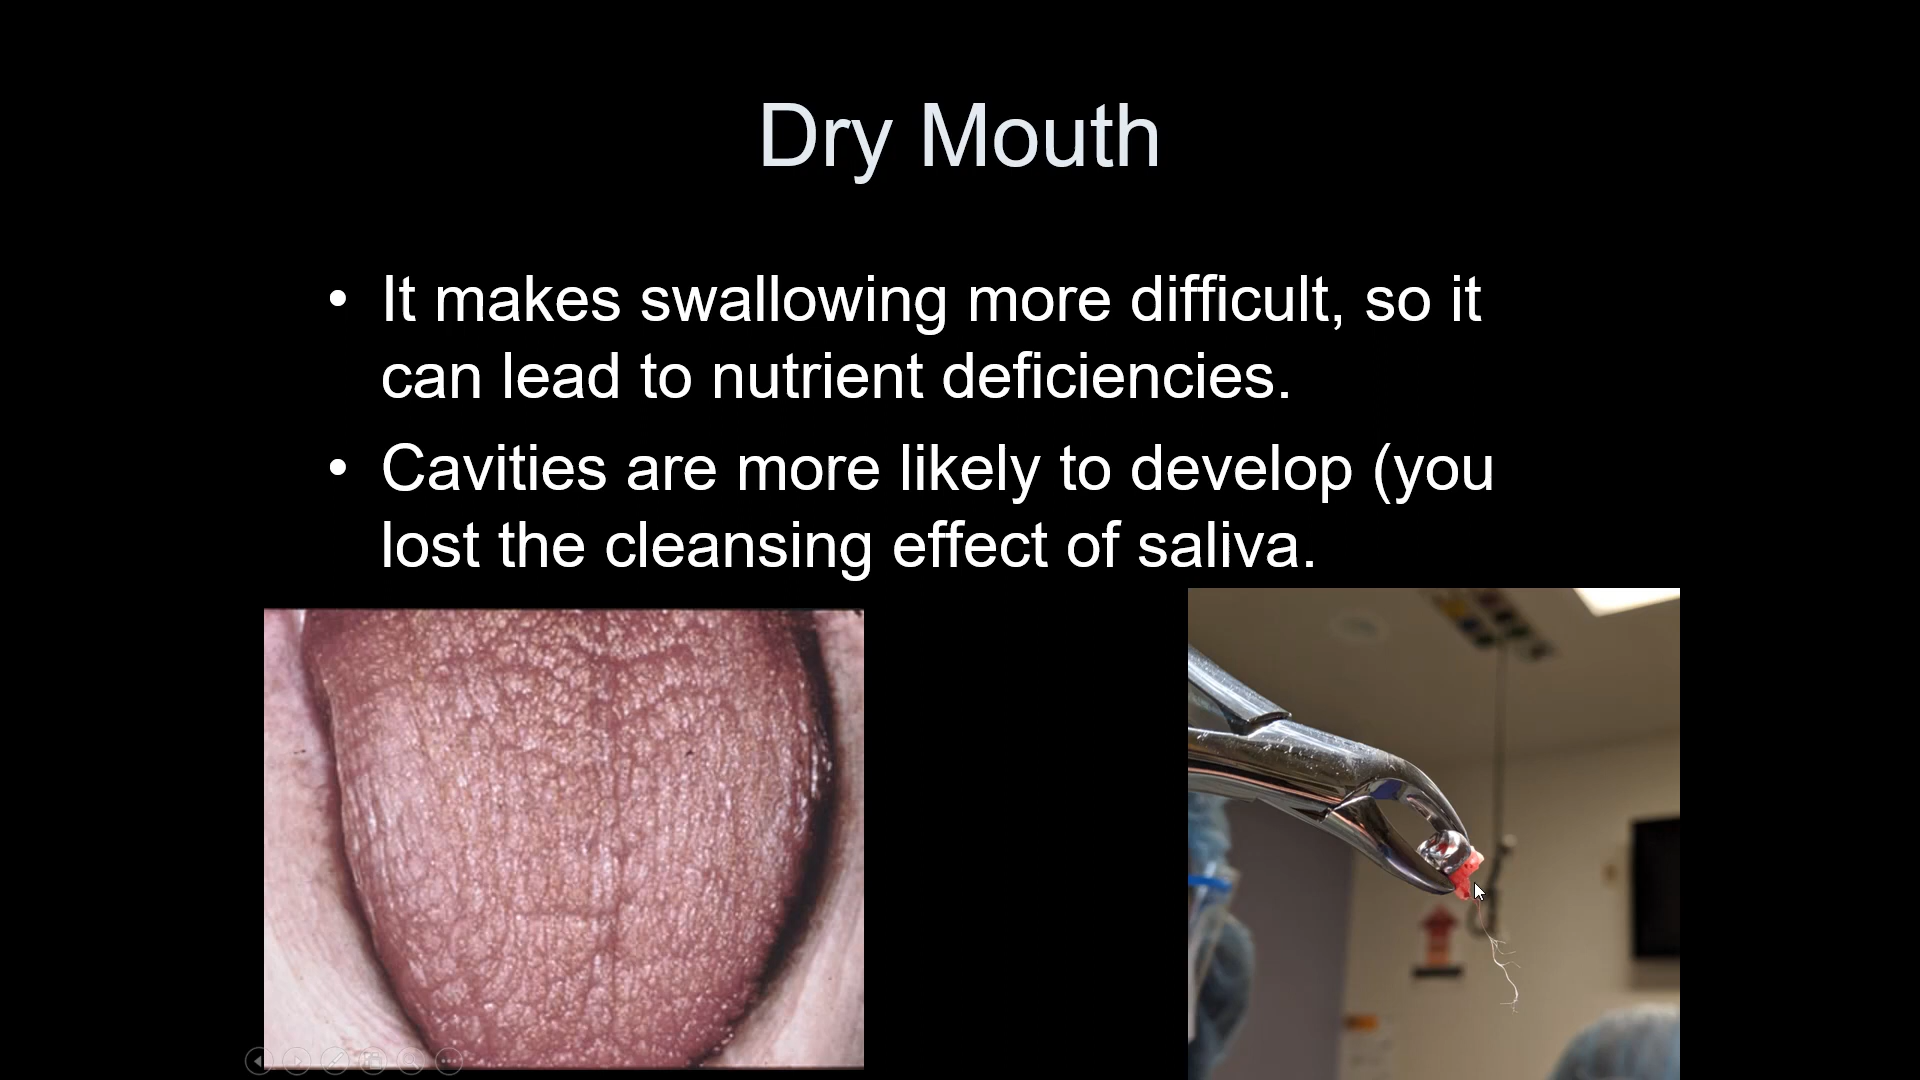 Dry Mouth
• It makes swallowing more difficult, so it
can lead to nutrient deficiencies.
• Cavities are more likely to develop (you
lost the cleansing effect of saliva.